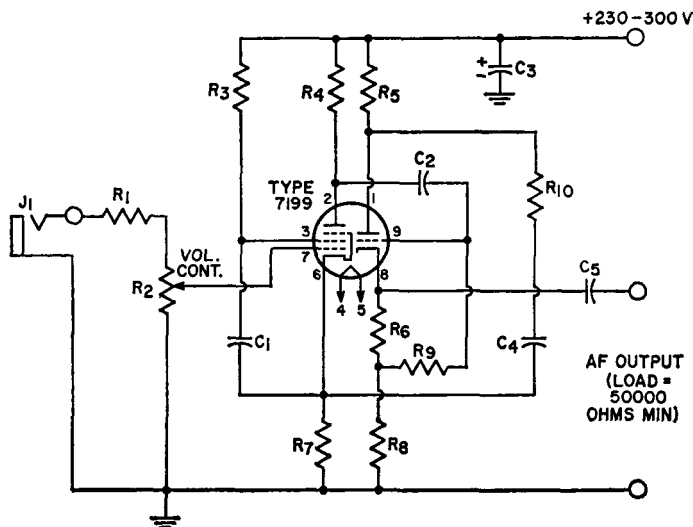 +230-300 V
R3
R4
R5
+
-
C3
C2
TYPE
7199
2
1
R10
J1
R1
3
9
7
VOL.
CONT.
6
8
R2
4
5
C5
R6
C1
R9
C4
AF OUTPUT
(LOAD =
50000
OHMS MIN)
R7
R8